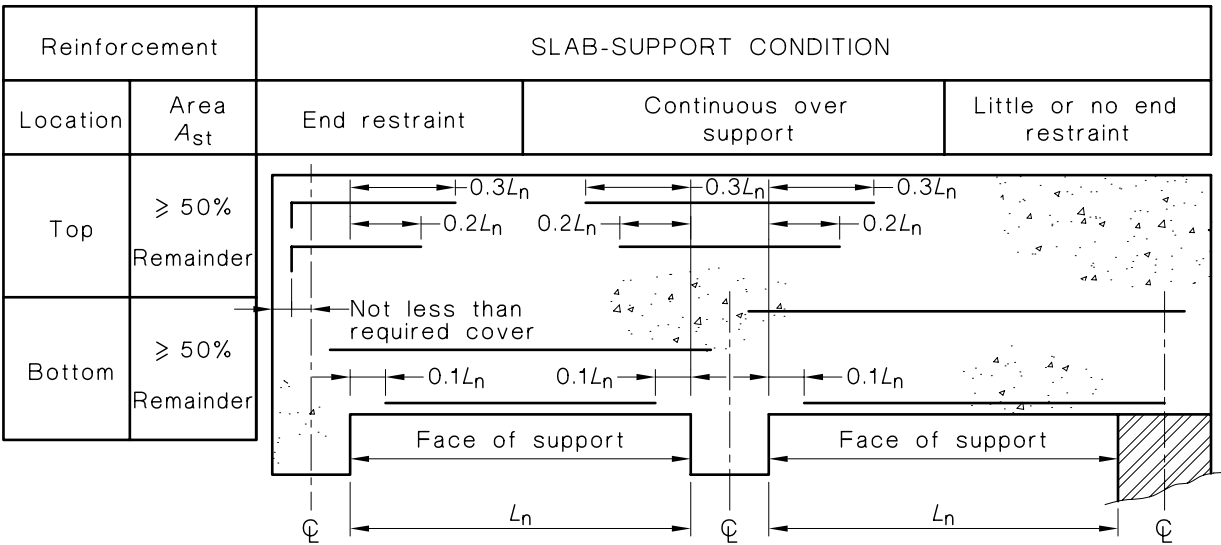 Reinforcement
SLAB-SUPPORT CONDITION
Location
Area
Ast
End restraint
Continuous over
support
Little or no end
restraint
Top
⩾ 50%
Remainder
0.3Ln
0.3Ln
0.3Ln
0.2Ln
0.2Ln
0.2Ln
Not less than
required cover
Bottom
⩾ 50%
Remainder
0.1Ln
0.1Ln
0.1Ln
Face of support
Face of support
Ln
Ln
℄
℄
℄